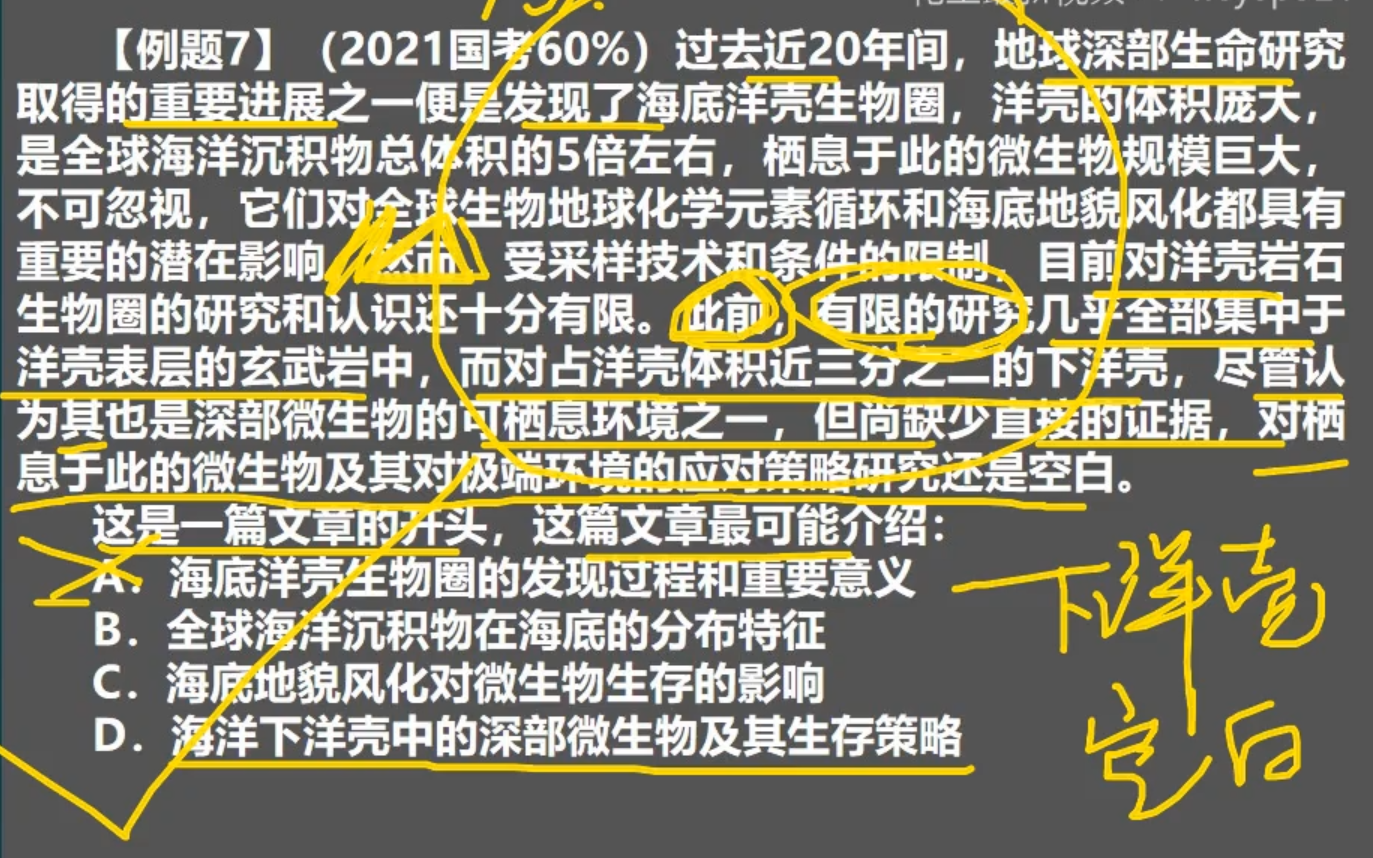 【例题7】（2021国考60%）过去近20年间，地球深部生命研究
取得的重要进展之一便是发现了海底洋壳生物圈，洋壳的体积庞大，
是全球海洋沉积物总体积的5倍左右，栖息于此的微生物规模巨大，
不可忽视，它们对全球生物地球化学元素循环和海底地貌风化都具有
重要的潜在影响。然而，受采样技术和条件的限制，目前对洋壳岩石
生物圈的研究和认识还十分有限。此前，有限的研究几乎全部集中于
洋壳表层的玄武岩中，而对占洋壳体积近三分之二的下洋壳，尽管认
为其也是深部微生物的可栖息环境之一，但尚缺少直接的证据，对栖
息于此的微生物及其对极端环境的应对策略研究还是空白。
这是一篇文章的开头，这篇文章最可能介绍：
A．海底洋壳生物圈的发现过程和重要意义
B．全球海洋沉积物在海底的分布特征
C．海底地貌风化对微生物生存的影响
D．海洋下洋壳中的深部微生物及其生存策略
下洋壳
空白